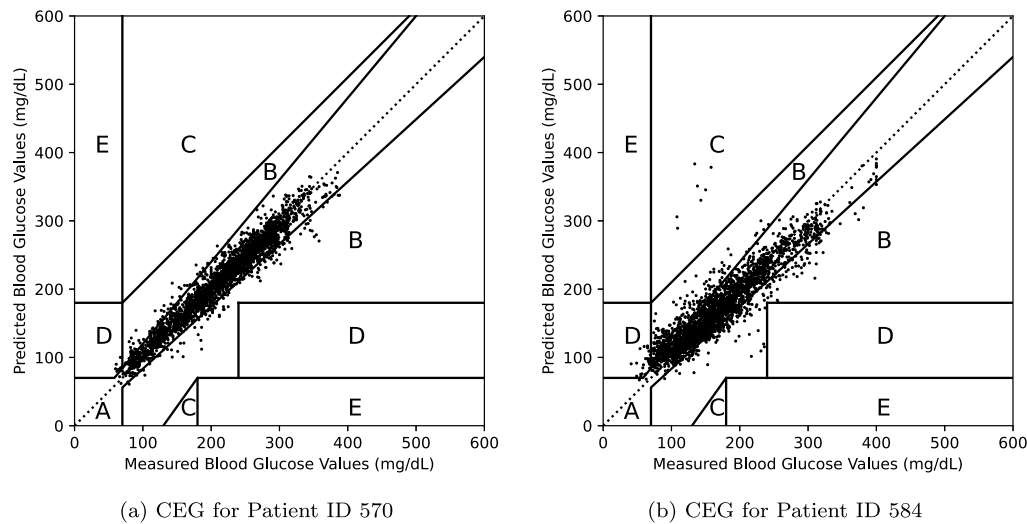 600
500
400
300
200
100
0
Predicted Blood Glucose Values (mg/dL)
E
C
B
B
D
D
A
C
E
0 100 200 300 400 500 600
Measured Blood Glucose Values (mg/dL)
(a) CEG for Patient ID 570
600
500
400
300
200
100
0
Predicted Blood Glucose Values (mg/dL)
E
C
B
B
D
D
A
C
E
0 100 200 300 400 500 600
Measured Blood Glucose Values (mg/dL)
(b) CEG for Patient ID 584